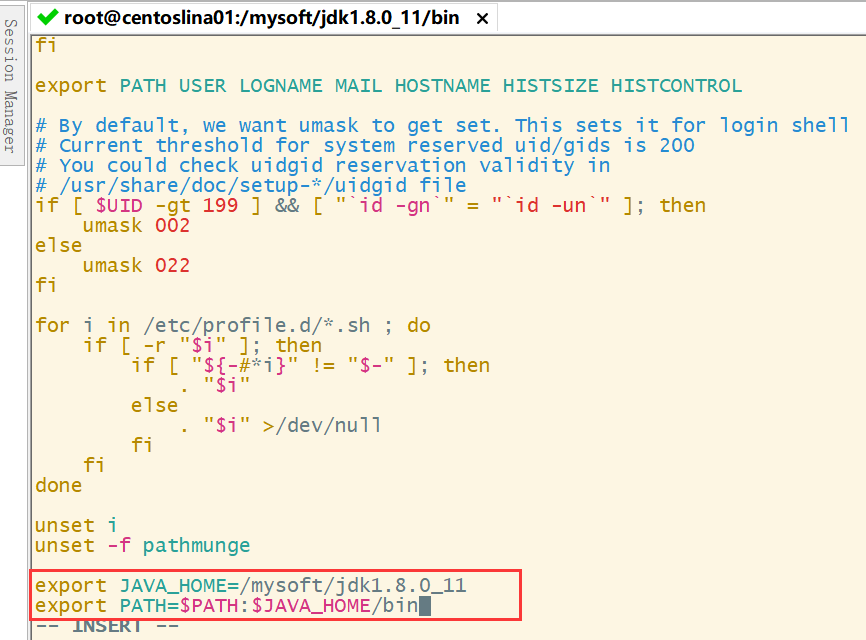 root@centoslina01:/mysoft/jdk1.8.0_11/bin ×
Session Manager
fi
export PATH USER LOGNAME MAIL HOSTNAME HISTSIZE HISTCONTROL
# By default, we want umask to get set. This sets it for login shell
# Current threshold for system reserved uid/gids is 200
# You could check uidgid reservation validity in
# /usr/share/doc/setup-*/uidgid file
if [ $UID -gt 199 ] && [ "`id -gn`" = "`id -un`" ]; then
    umask 002
else
    umask 022
fi
for i in /etc/profile.d/*.sh ; do
    if [ -r "$i" ]; then
        if [ "${-#*i}" != "$-" ]; then
            . "$i"
        else
            . "$i" >/dev/null
        fi
    fi
done
unset i
unset -f pathmunge
export JAVA_HOME=/mysoft/jdk1.8.0_11
export PATH=$PATH:$JAVA_HOME/bin
-- INSERT --